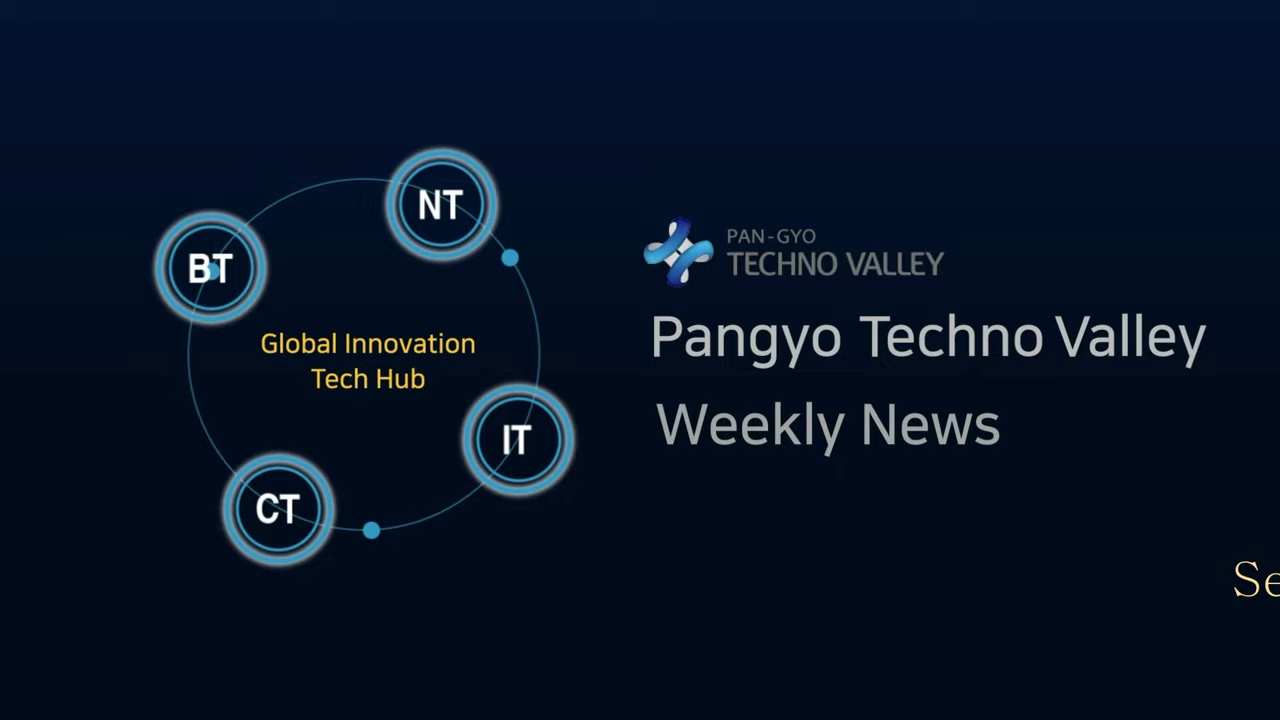 NT
BT
Global Innovation
Tech Hub
IT
CT
PAN-GYO
TECHNO VALLEY
Pangyo Techno Valley
Weekly News